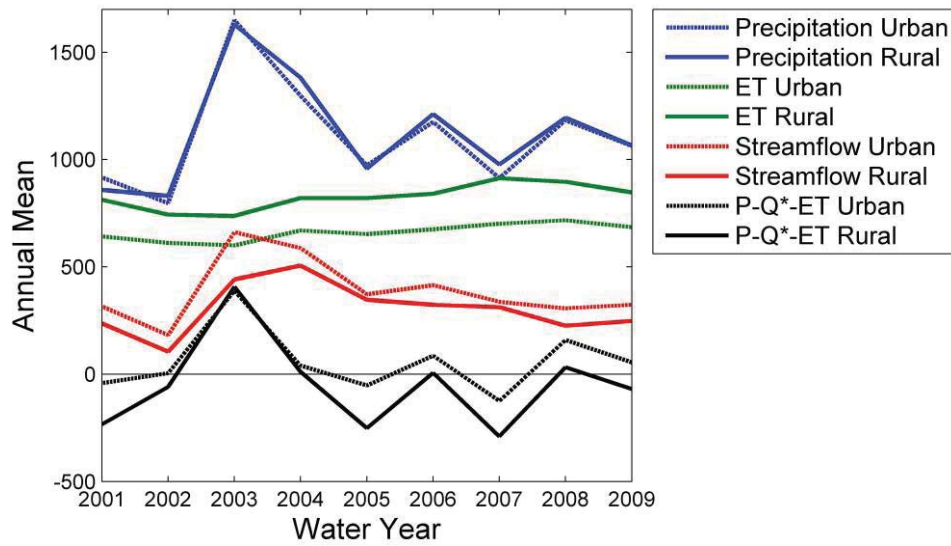 1500
1000
500
0
-500
Annual Mean
2001 2002 2003 2004 2005 2006 2007 2008 2009
Water Year
Precipitation Urban
Precipitation Rural
ET Urban
ET Rural
Streamflow Urban
Streamflow Rural
P-Q*-ET Urban
P-Q*-ET Rural